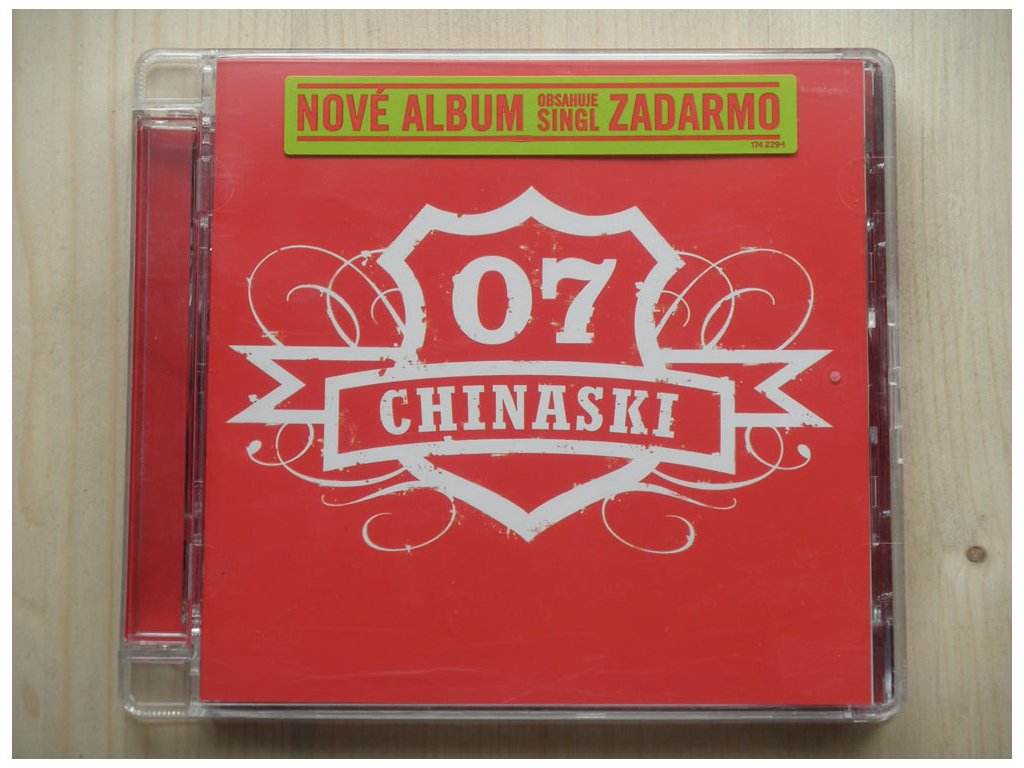 NOVÉ ALBUM OBSAHUJE SINGL ZADARMO
174 229-1
07
CHINASKI